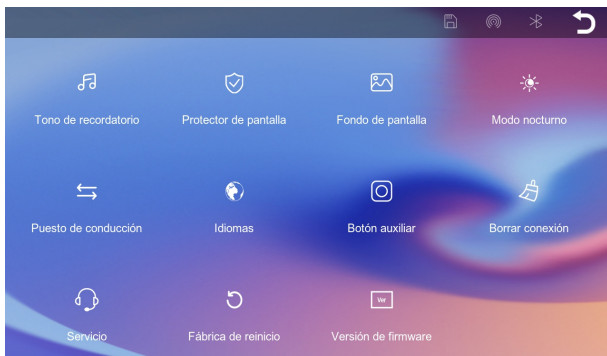 Tono de recordatorio
Protector de pantalla
Fondo de pantalla
Modo nocturno
Puesto de conducción
Idiomas
Botón auxiliar
Borrar conexión
Servicio
Fábrica de reinicio
Ver
Versión de firmware